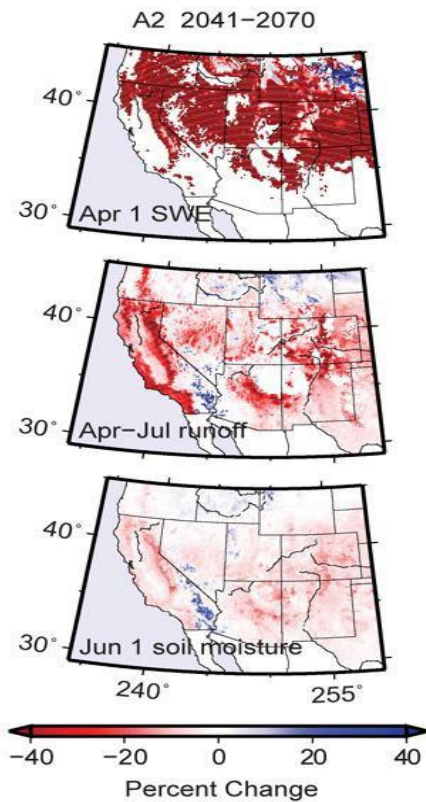 A2 2041−2070
40˚
30˚
Apr 1 SWE
40˚
30˚
Apr−Jul runoff
40˚
30˚
Jun 1 soil moisture
240˚ 255˚
−40 −20 0 20 40
Percent Change